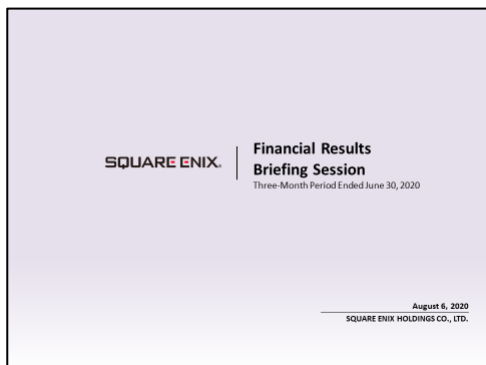 SQUARE ENIX.
Financial Results
Briefing Session
Three-Month Period Ended June 30, 2020
August 6, 2020
SQUARE ENIX HOLDINGS CO., LTD.